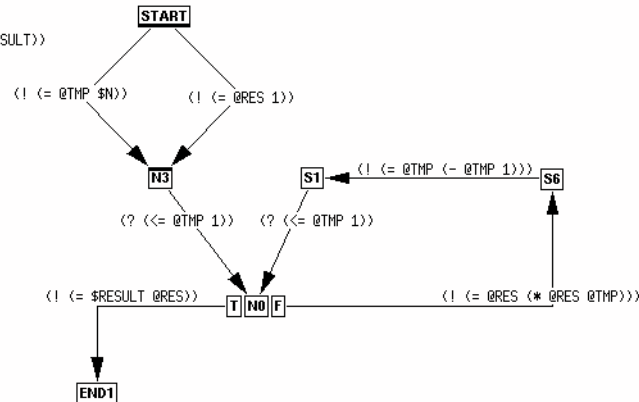 START
SULT))
(! (= @TMP $N))
(! (= @RES 1))
N3
S1
(! (= @TMP (- @TMP 1)))
S6
(? (<= @TMP 1))
(? (<= @TMP 1))
(! (= $RESULT @RES))
T N0 F
(! (= @RES (* @RES @TMP)))
END1